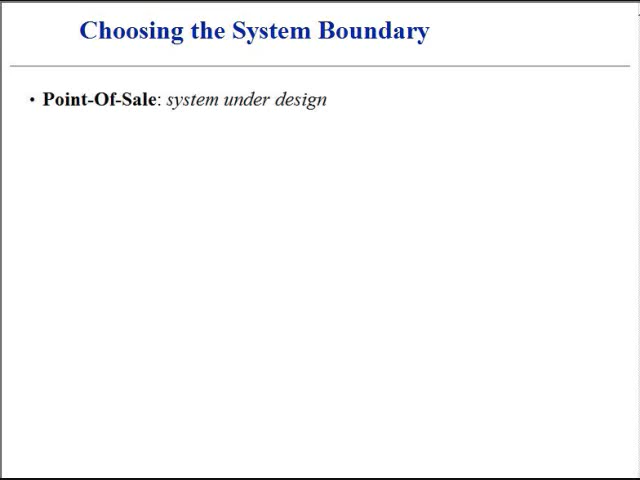 Choosing the System Boundary
• Point-Of-Sale: system under design